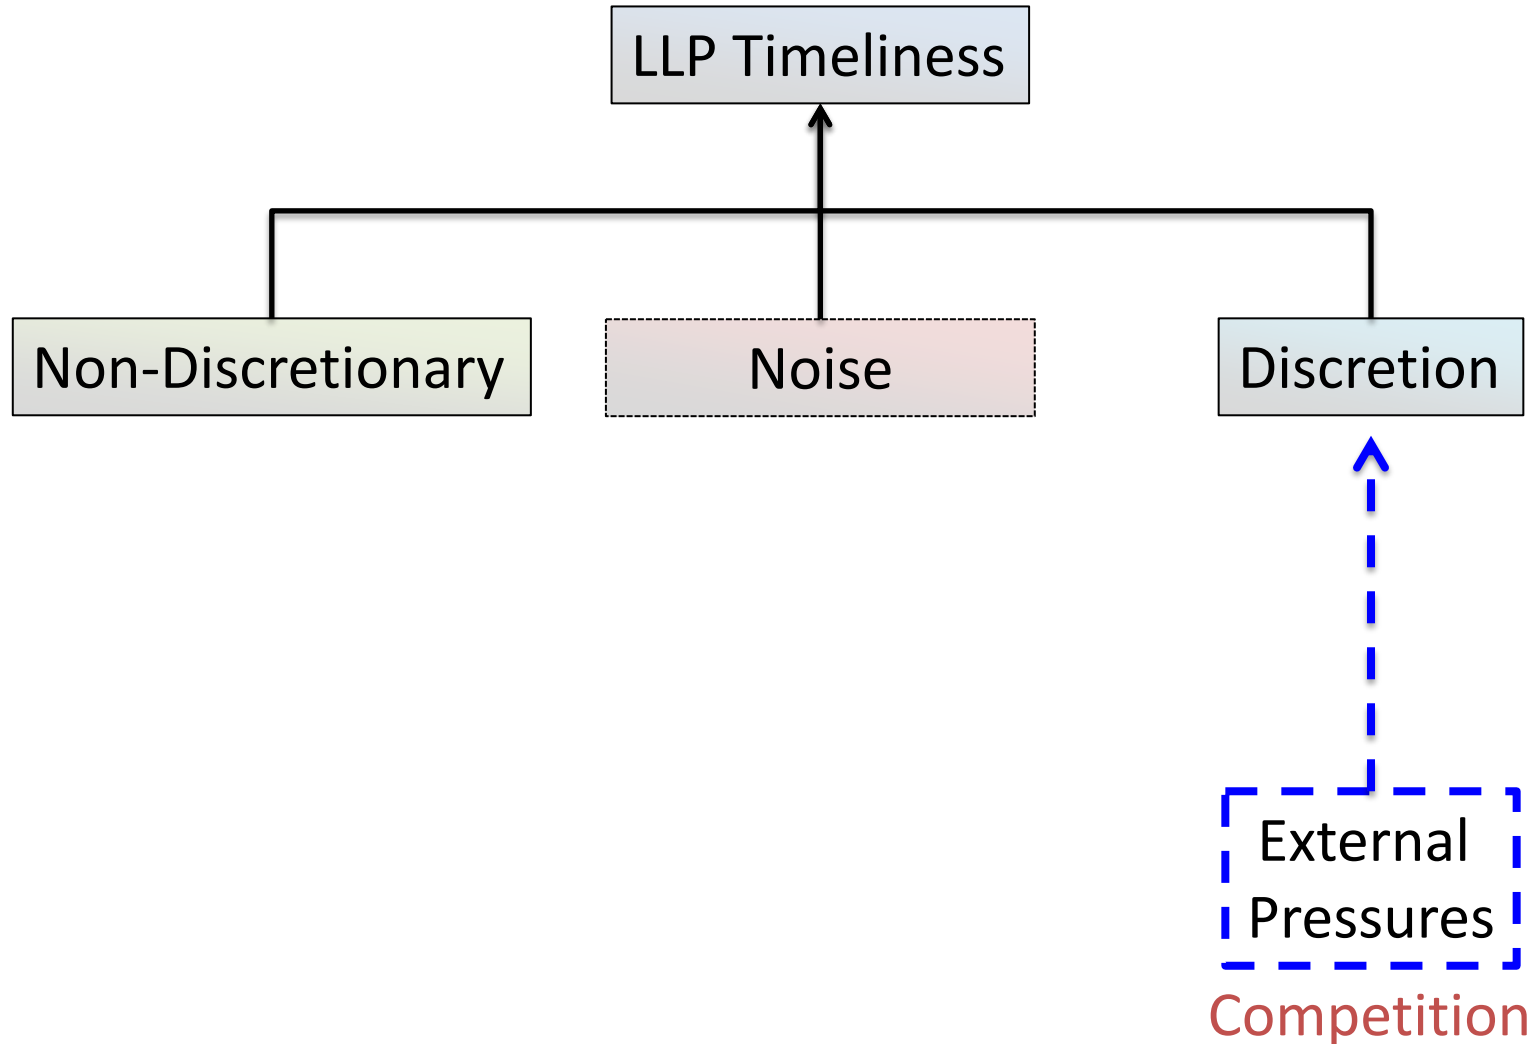 LLP Timeliness
Non-Discretionary
Noise
Discretion
External
Pressures
Competition